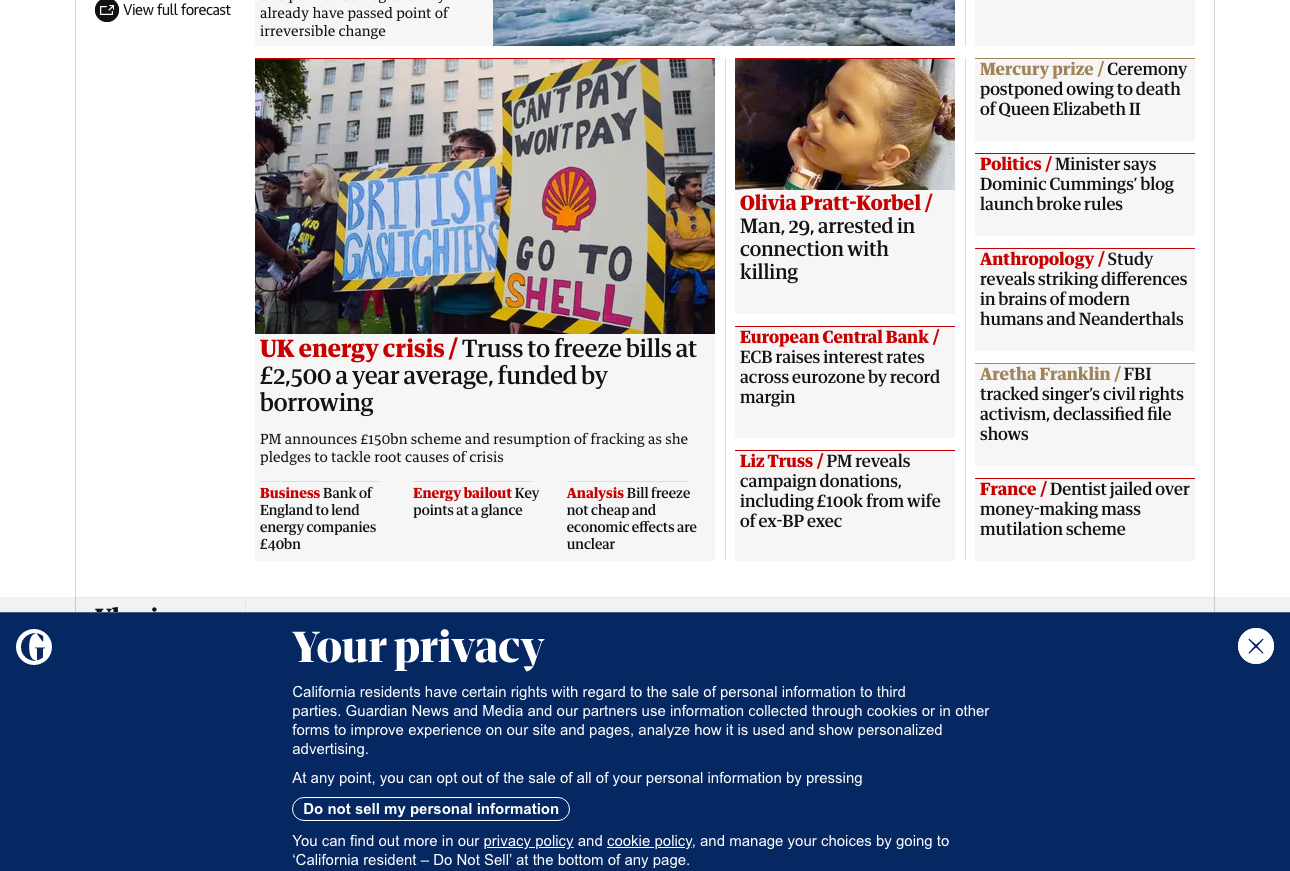 View full forecast
already have passed point of
irreversible change
CAN'T PAY
WON'T PAY
BRITISH
GASLIGHTERS
GO TO
SHELL
UK energy crisis / Truss to freeze bills at
£2,500 a year average, funded by
borrowing
PM announces £150bn scheme and resumption of fracking as she
pledges to tackle root causes of crisis
Business Bank of
England to lend
energy companies
£40bn
Energy bailout Key
points at a glance
Analysis Bill freeze
not cheap and
economic effects are
unclear
Olivia Pratt-Korbel /
Man, 29, arrested in
connection with
killing
European Central Bank /
ECB raises interest rates
across eurozone by record
margin
Liz Truss / PM reveals
campaign donations,
including £100k from wife
of ex-BP exec
Mercury prize / Ceremony
postponed owing to death
of Queen Elizabeth II
Politics / Minister says
Dominic Cummings' blog
launch broke rules
Anthropology / Study
reveals striking differences
in brains of modern
humans and Neanderthals
Aretha Franklin / FBI
tracked singer's civil rights
activism, declassified file
shows
France / Dentist jailed over
money-making mass
mutilation scheme
Your privacy
California residents have certain rights with regard to the sale of personal information to third
parties. Guardian News and Media and our partners use information collected through cookies or in other
forms to improve experience on our site and pages, analyze how it is used and show personalized
advertising.
At any point, you can opt out of the sale of all of your personal information by pressing
Do not sell my personal information
You can find out more in our privacy policy and cookie policy, and manage your choices by going to
‘California resident – Do Not Sell’ at the bottom of any page.